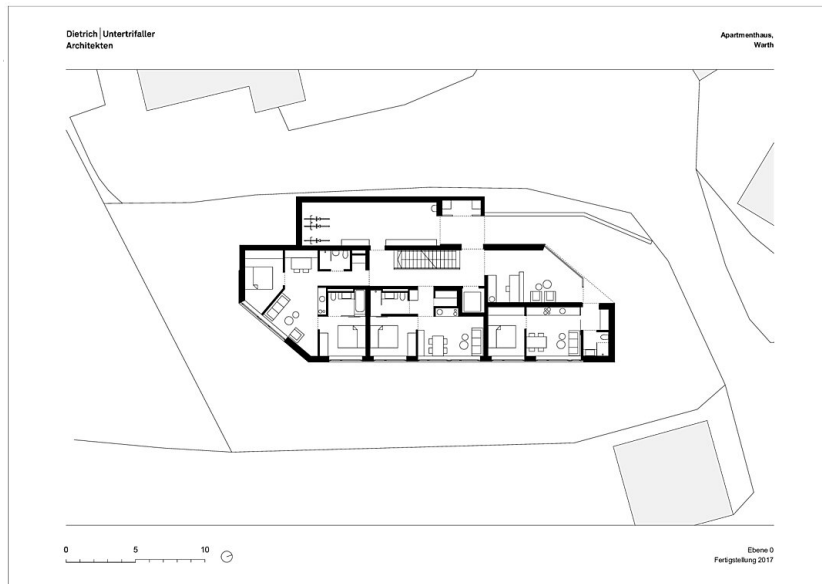 Dietrich | Untertrifaller
Architekten
Apartmenthaus,
Warth
0 5 10
Ebene 0
Fertigstellung 2017